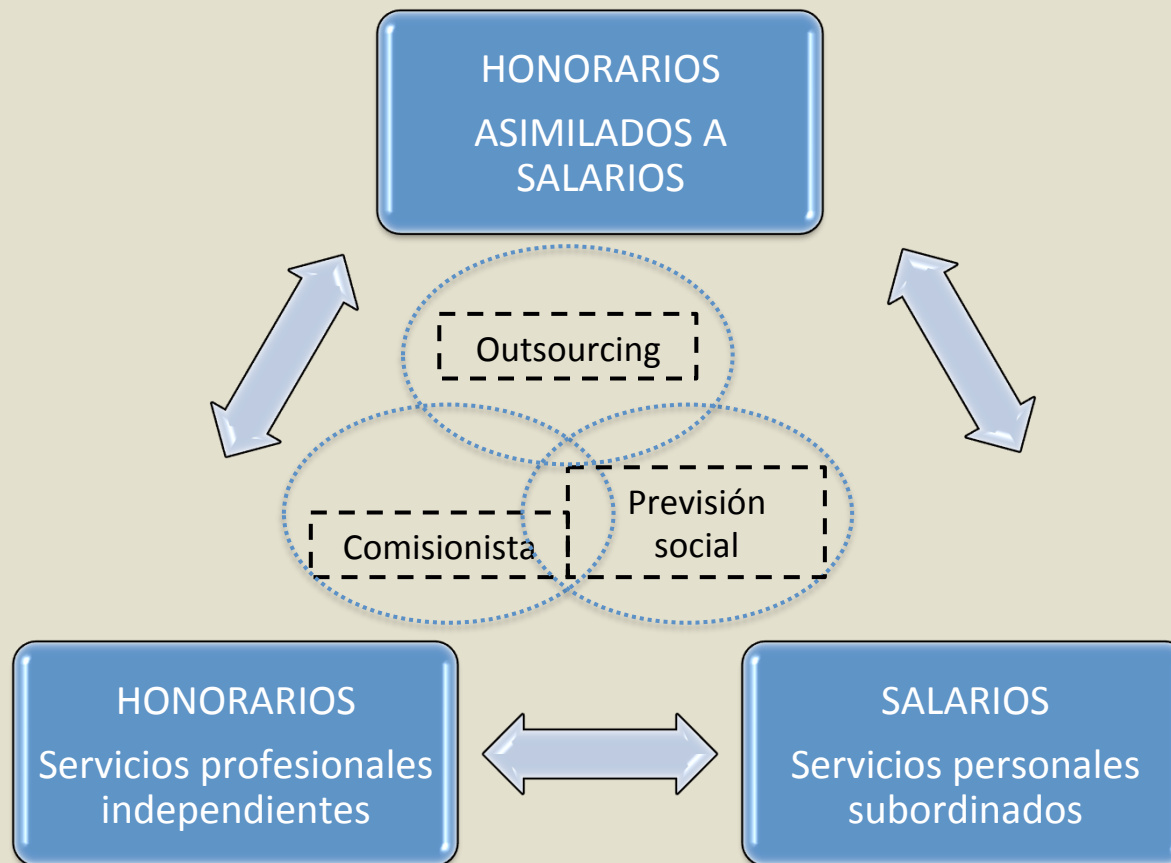 HONORARIOS
ASIMILADOS A
SALARIOS
Outsourcing
Comisionista
Previsión
social
HONORARIOS
Servicios profesionales
independientes
SALARIOS
Servicios personales
subordinados